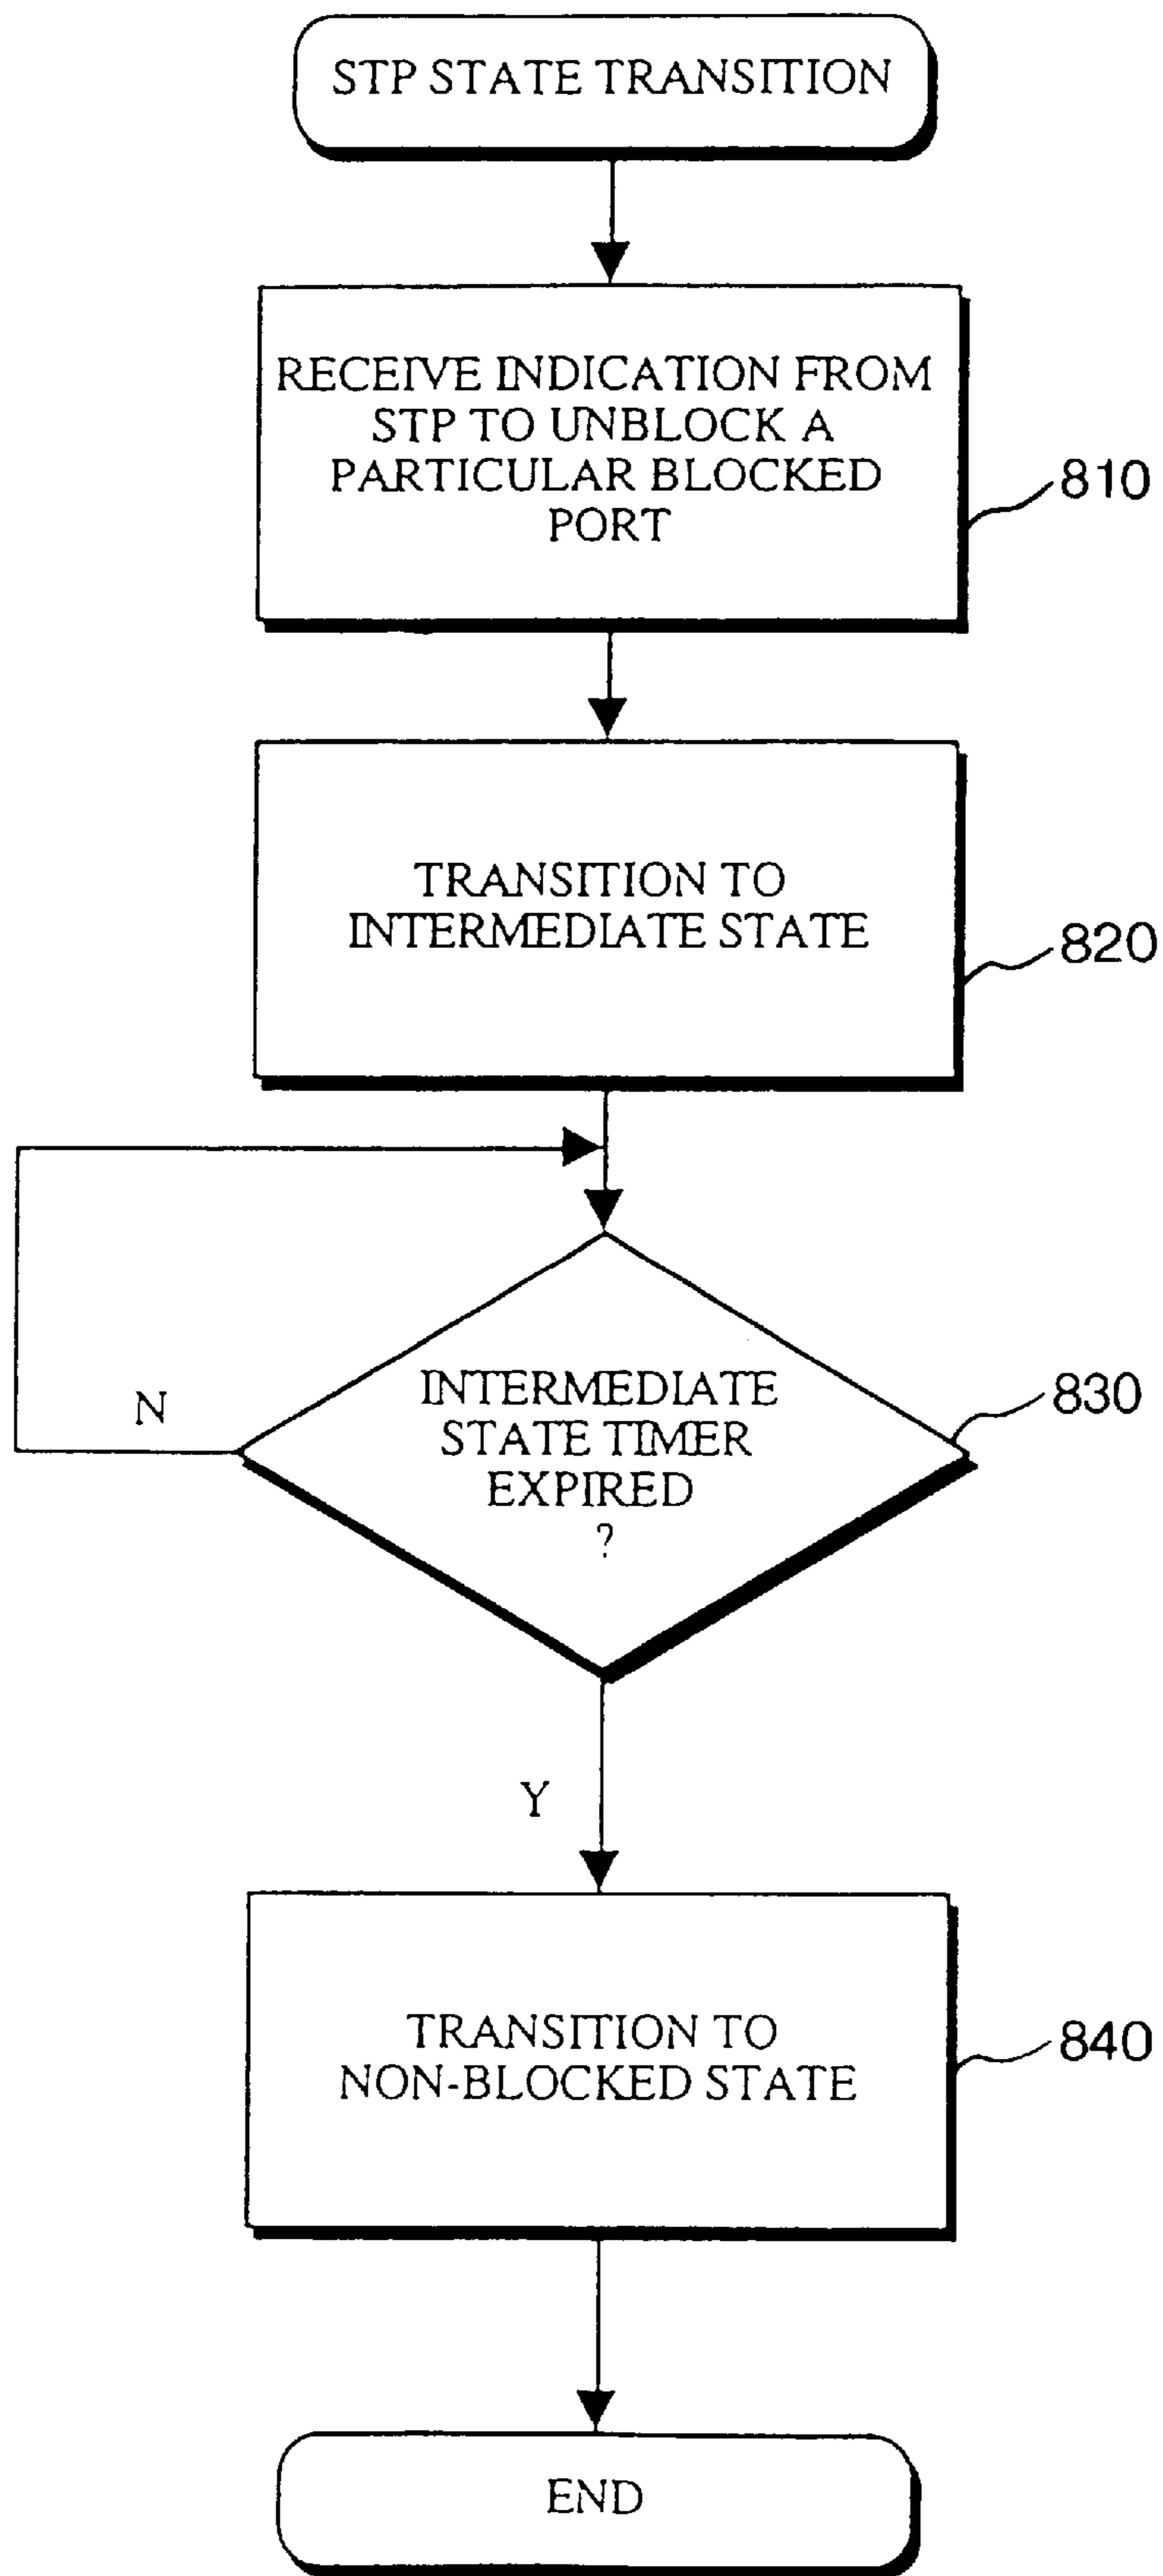 STP STATE TRANSITION
RECEIVE INDICATION FROM
STP TO UNBLOCK A
PARTICULAR BLOCKED
PORT
810
TRANSITION TO
INTERMEDIATE STATE
820
N
INTERMEDIATE
STATE TIMER
EXPIRED
?
830
Y
TRANSITION TO
NON-BLOCKED STATE
840
END